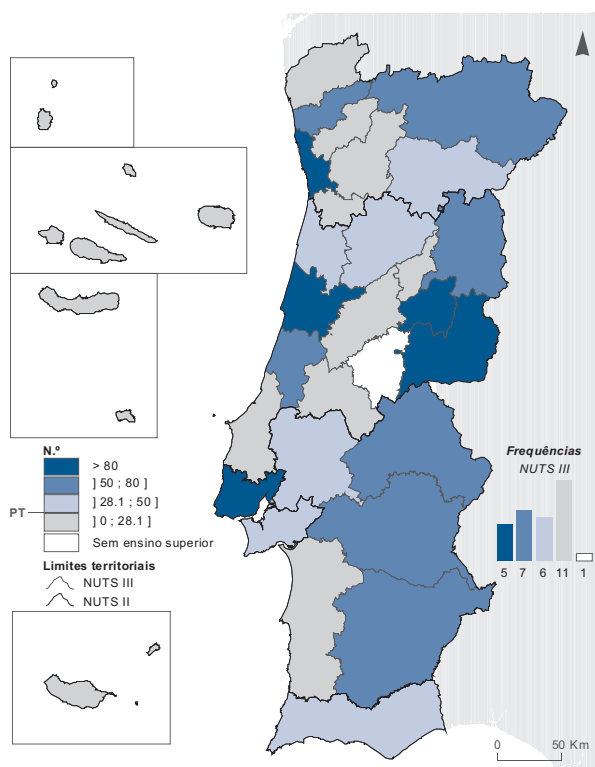 N.º
> 80
] 50 ; 80 ]
] 28.1 ; 50 ]
PT
] 0 ; 28.1 ]
Sem ensino superior
Limites territoriais
NUTS III
NUTS II
Frequências
NUTS III
5 7 6 11 1
0 50 Km